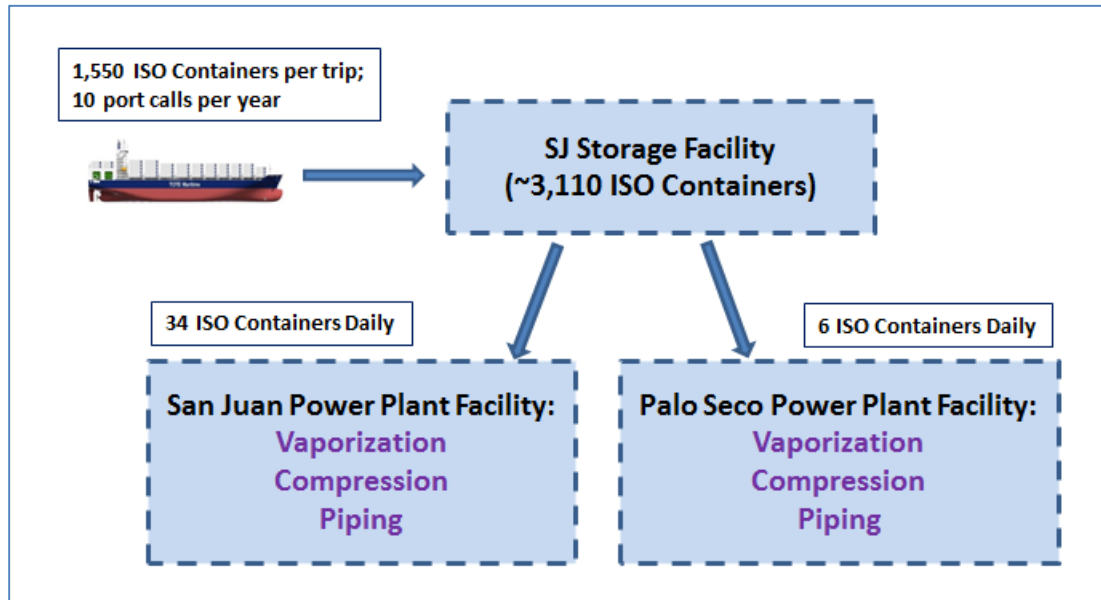 1,550 ISO Containers per trip;
10 port calls per year
SJ Storage Facility
(~3,110 ISO Containers)
TOTE Maritime
34 ISO Containers Daily
6 ISO Containers Daily
San Juan Power Plant Facility:
Vaporization
Compression
Piping
Palo Seco Power Plant Facility:
Vaporization
Compression
Piping